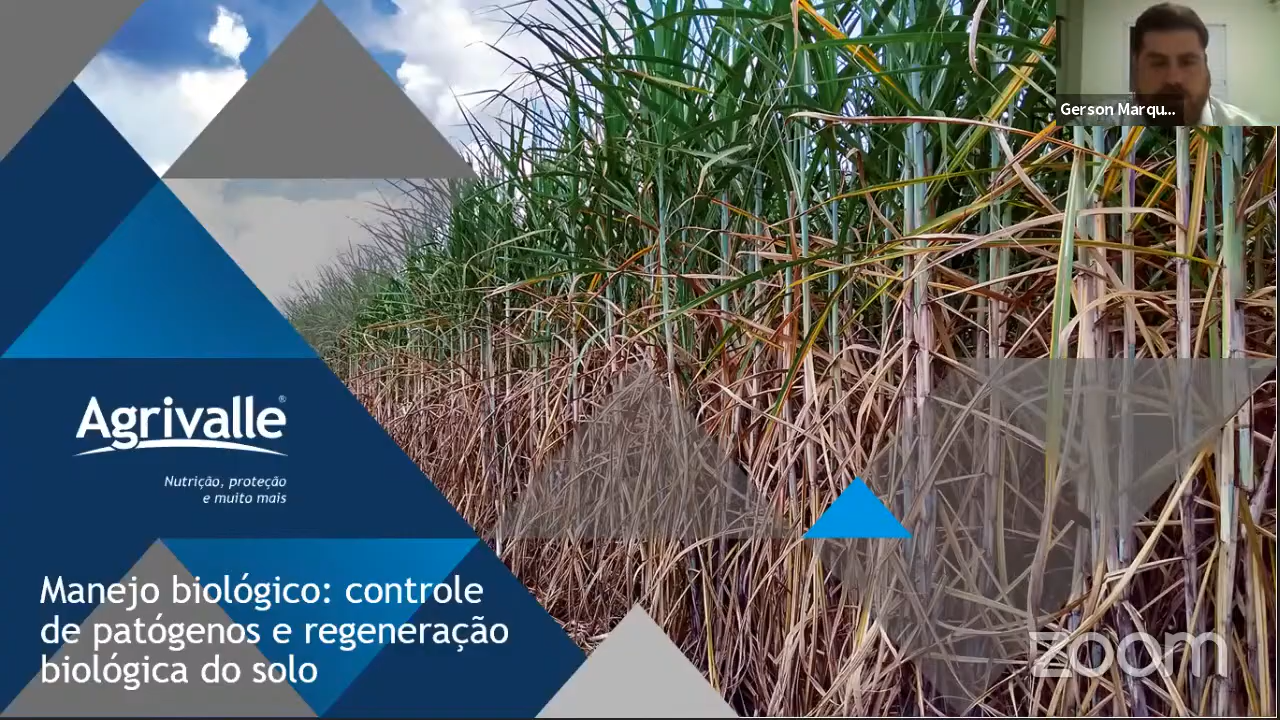 Gerson Marqu...
Agrivalle®
Nutrição, proteção
e muito mais
Manejo biológico: controle
de patógenos e regeneração
biológica do solo
zoom